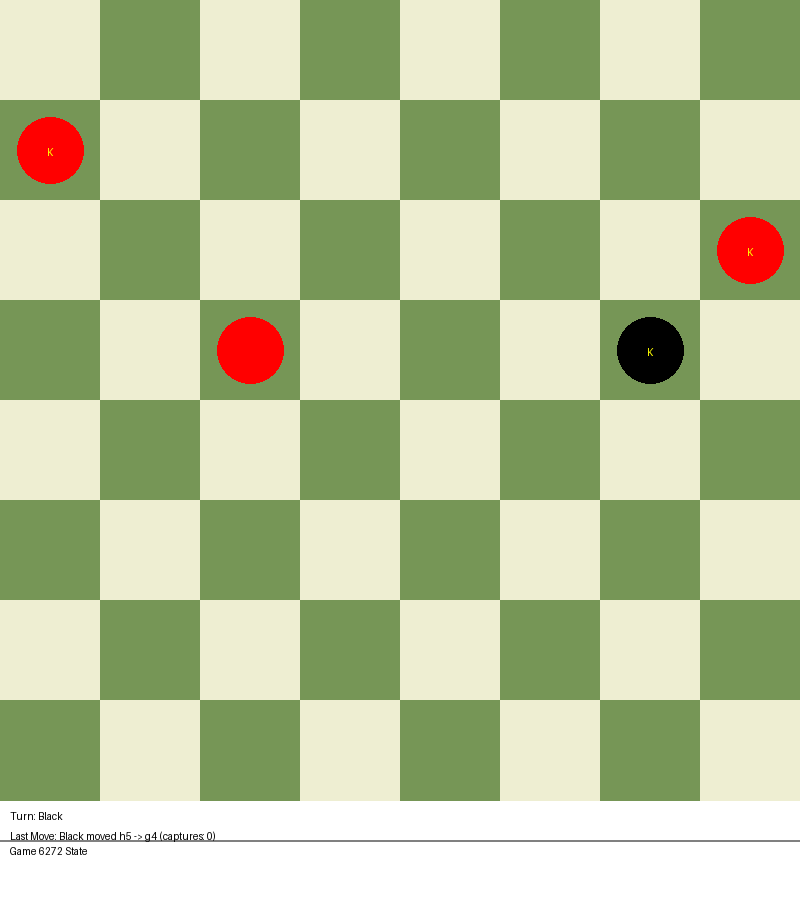 K
K
K
Turn: Black
Last Move: Black moved h5 -> g4 (captures: 0)
Game 6272 State